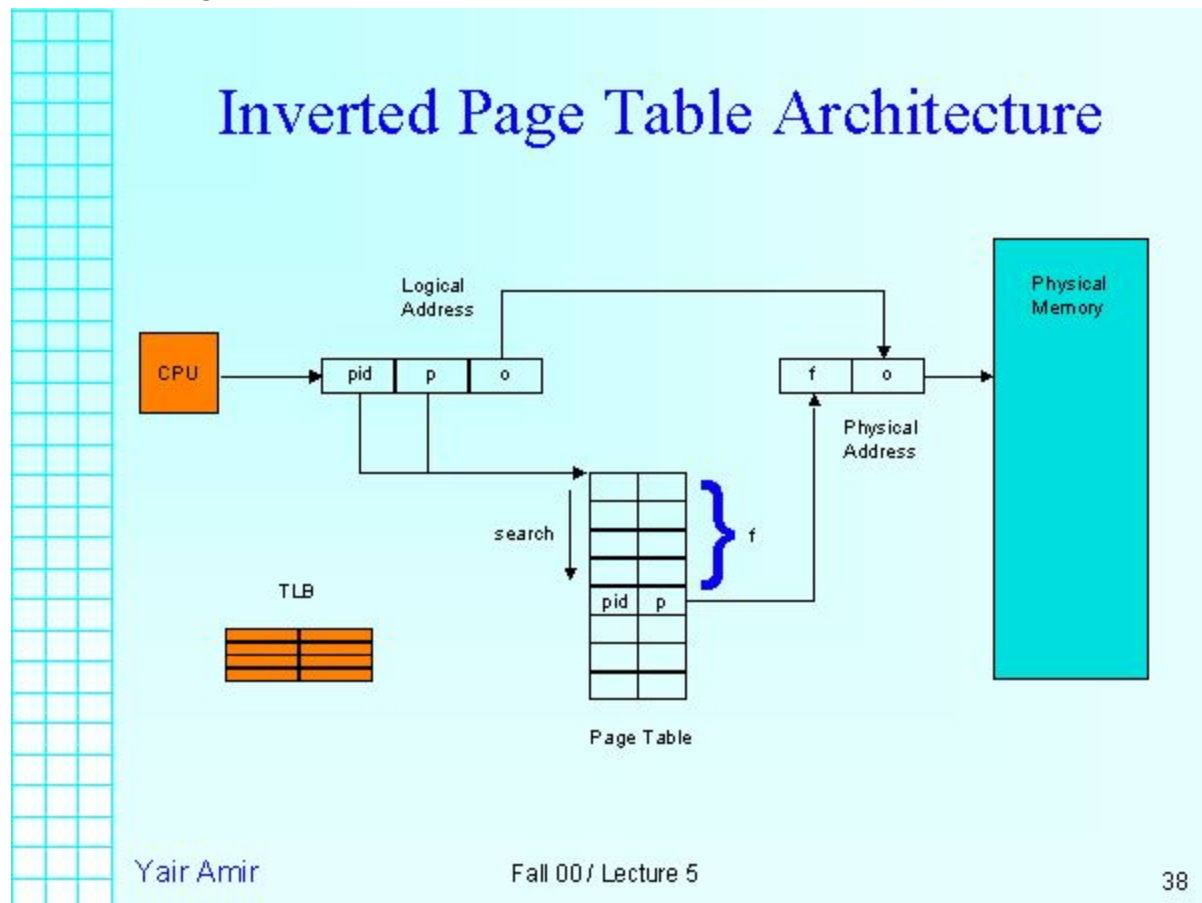 Inverted Page Table Architecture
Logical
Address
Physical
Memory
CPU
pid p o
f o
Physical
Address
search
f
TLB
pid p
Page Table
Yair Amir
Fall 00 / Lecture 5
38